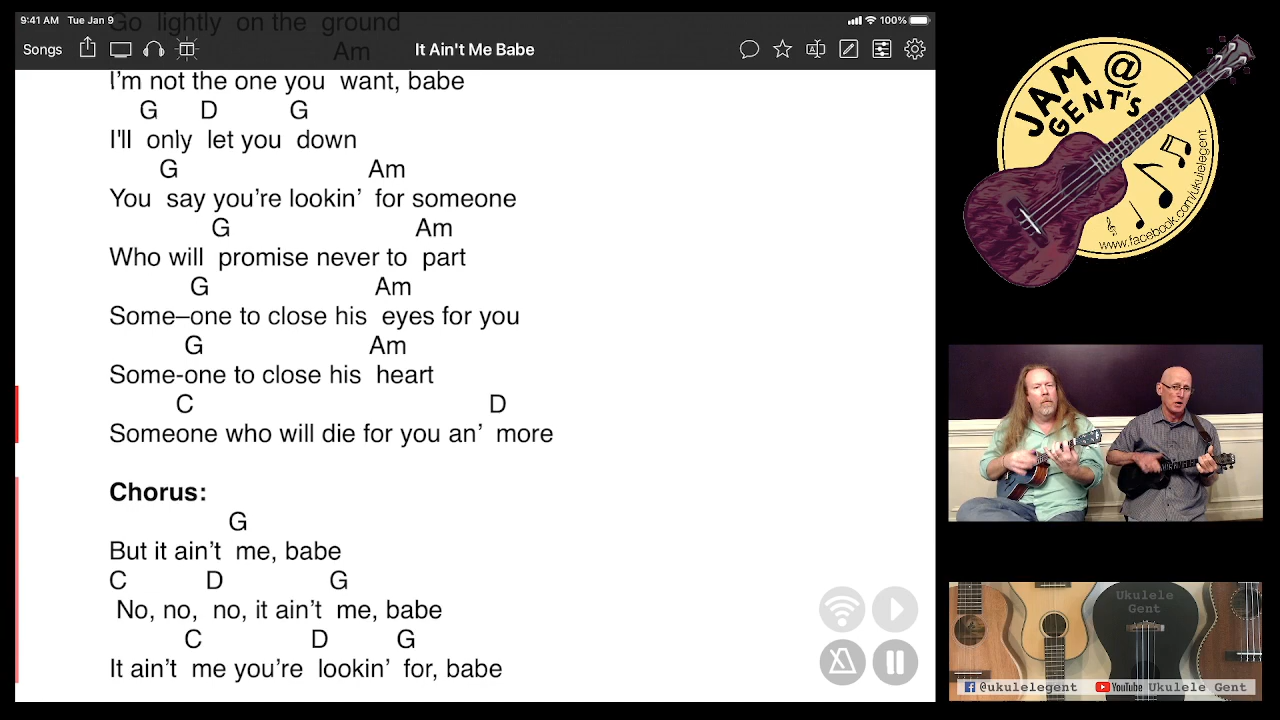 9:41 AM Tue Jan 9
100%
Go lightly on the ground
Songs
It Ain't Me Babe
Am
I'm not the one you want, babe
G D G
I'll only let you down
G Am
You say you're lookin' for someone
G Am
Who will promise never to part
G Am
Some–one to close his eyes for you
G Am
Some-one to close his heart
C D
Someone who will die for you an' more
Chorus:
G
But it ain't me, babe
C D G
No, no, no, it ain't me, babe
C D G
It ain't me you're lookin' for, babe
JAM @
GENT'S
www.facebook.com/ukulelegent
Ukulele
Gent
@ukulelegent YouTube Ukulele Gent